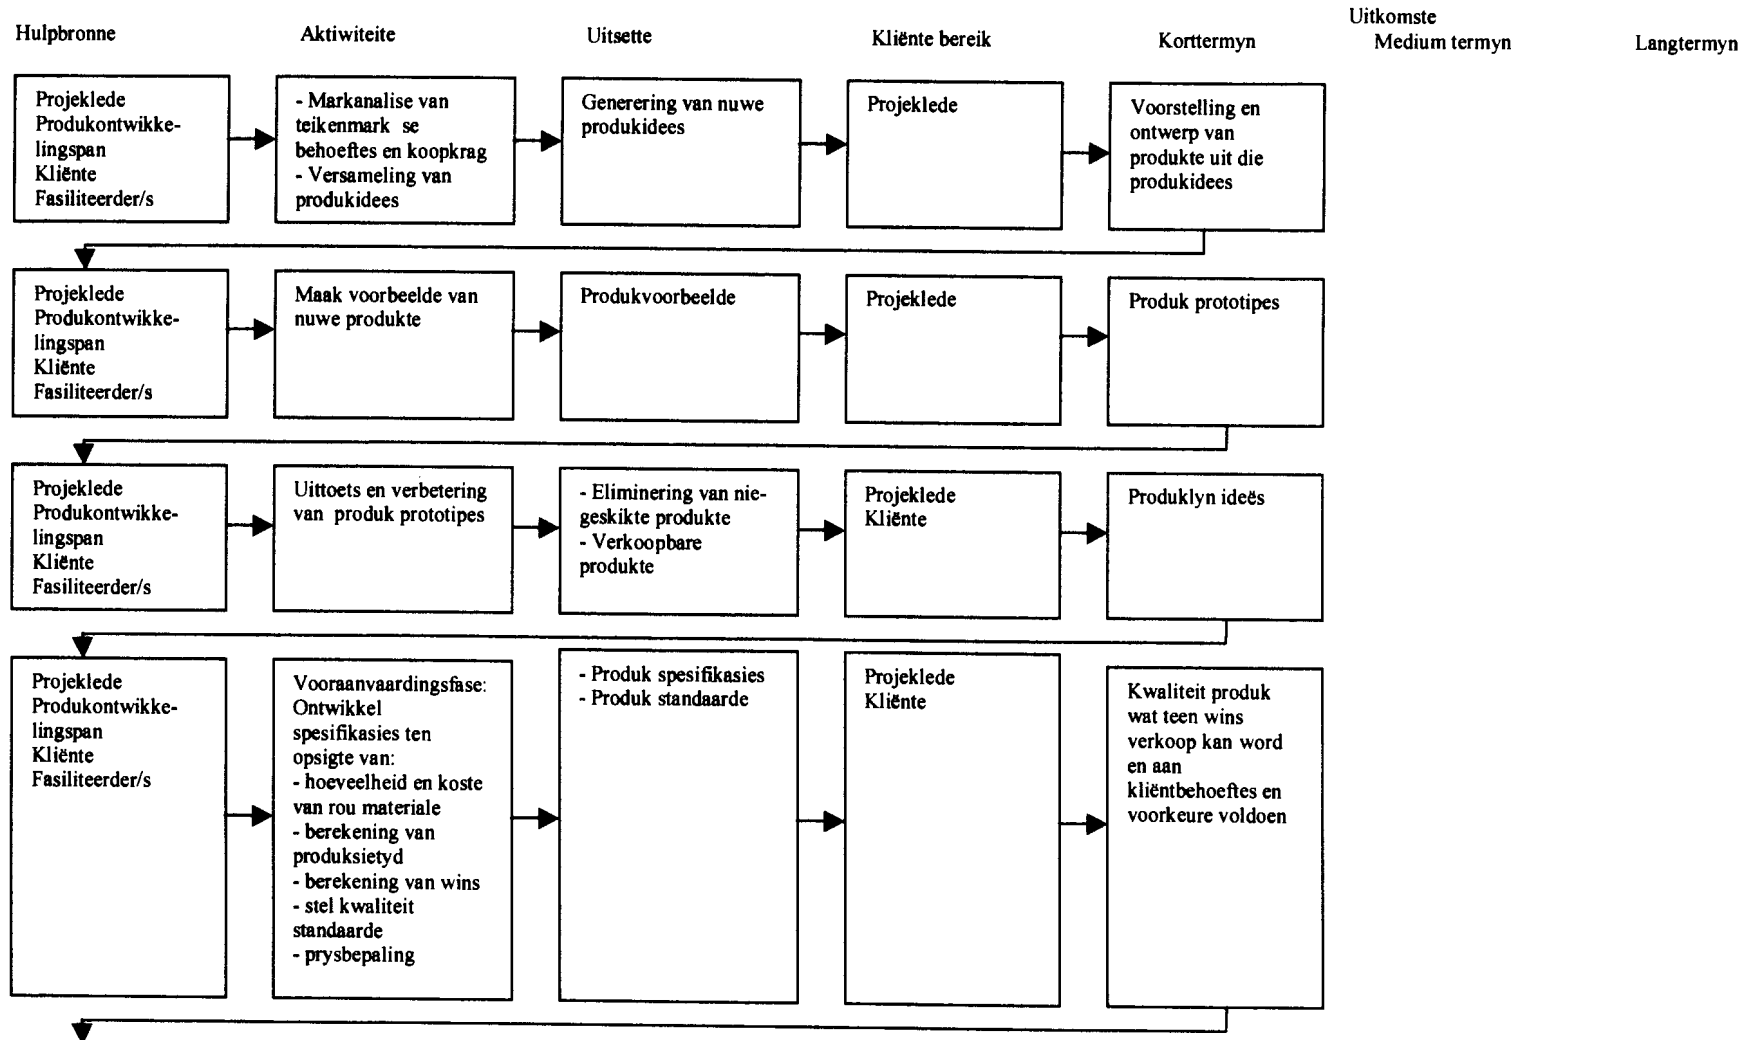 Uitkomste
Hulpbronne
Aktiwiteite
Uitsette
Kliënte bereik
Korttermyn
Medium termyn
Langtermyn
Projeklede
Produkontwikke-
lingspan
Kliënte
Fasiliteerder/s
- Markanalise van
teikenmark se
behoeftes en koopkrag
- Versameling van
produkidees
Generering van nuwe
produkidees
Projeklede
Voorstelling en
ontwerp van
produkte uit die
produkidees
Projeklede
Produkontwikke-
lingspan
Kliënte
Fasiliteerder/s
Maak voorbeelde van
nuwe produkte
Produkvoorbeelde
Projeklede
Produk prototipes
Projeklede
Produkontwikke-
lingspan
Kliënte
Fasiliteerder/s
Uittoets en verbetering
van produk prototipes
- Eliminering van nie-
geskikte produkte
- Verkoopbare
produkte
Projeklede
Kliënte
Produklyn ideës
Projeklede
Produkontwikke-
lingspan
Kliënte
Fasiliteerder/s
Vooraanvaardingsfase:
Ontwikkel
spesifikasies ten
opsigte van:
- hoeveelheid en koste
van rou materiale
- berekening van
produksietyd
- berekening van wins
- stel kwaliteit
standaarde
- prysbepaling
- Produk spesifikasies
- Produk standaarde
Projeklede
Kliënte
Kwaliteit produk
wat teen wins
verkoop kan word
en aan
kliëntbehoeftes en
voorkeure voldoen